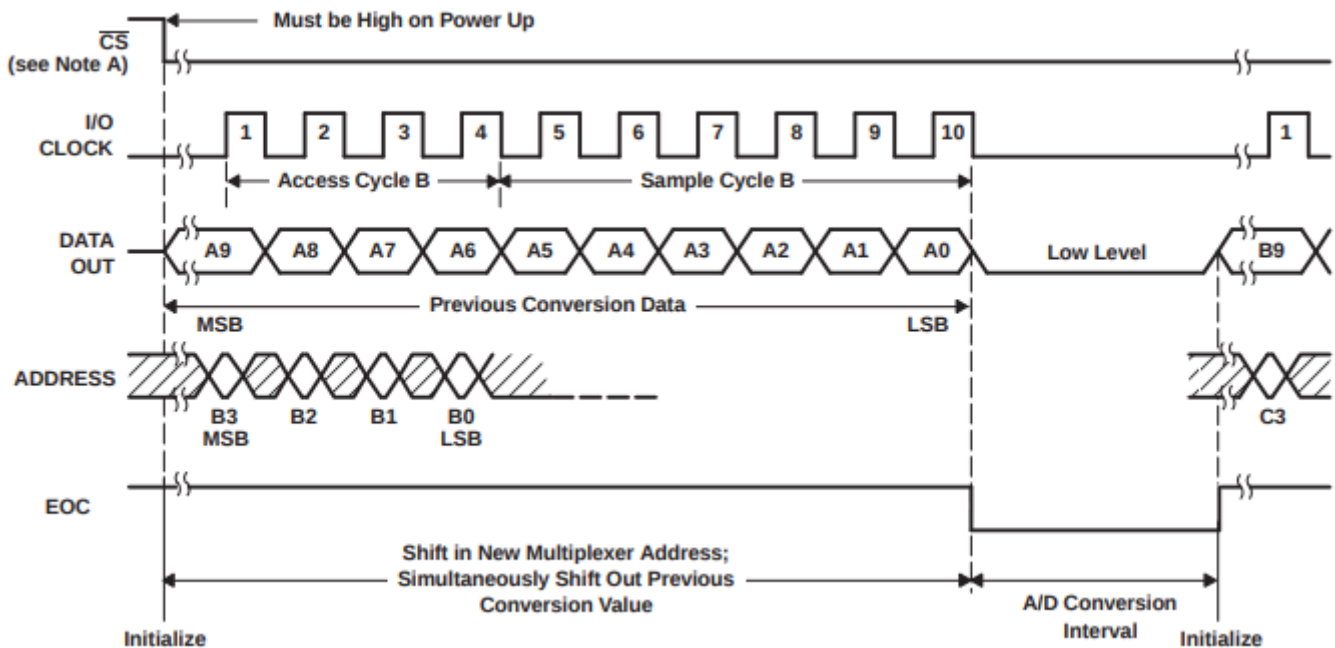 Must be High on Power Up
CS
(see Note A)
I/O
CLOCK
1 2 3 4 5 6 7 8 9 10 1
Access Cycle B Sample Cycle B
DATA
OUT
A9 A8 A7 A6 A5 A4 A3 A2 A1 A0 Low Level B9
Previous Conversion Data
MSB LSB
ADDRESS
B3 B2 B1 B0 C3
MSB LSB
EOC
Shift in New Multiplexer Address;
Simultaneously Shift Out Previous
Conversion Value
A/D Conversion
Interval
Initialize Initialize